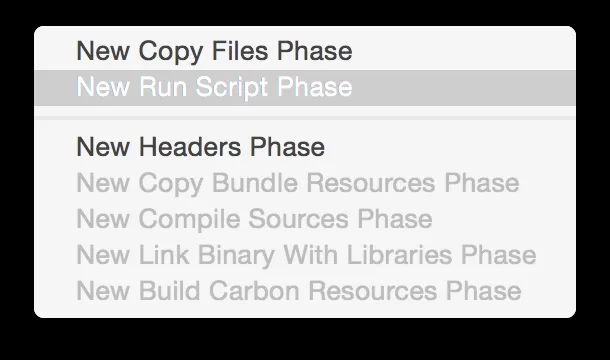 New Copy Files Phase
New Run Script Phase
New Headers Phase
New Copy Bundle Resources Phase
New Compile Sources Phase
New Link Binary With Libraries Phase
New Build Carbon Resources Phase